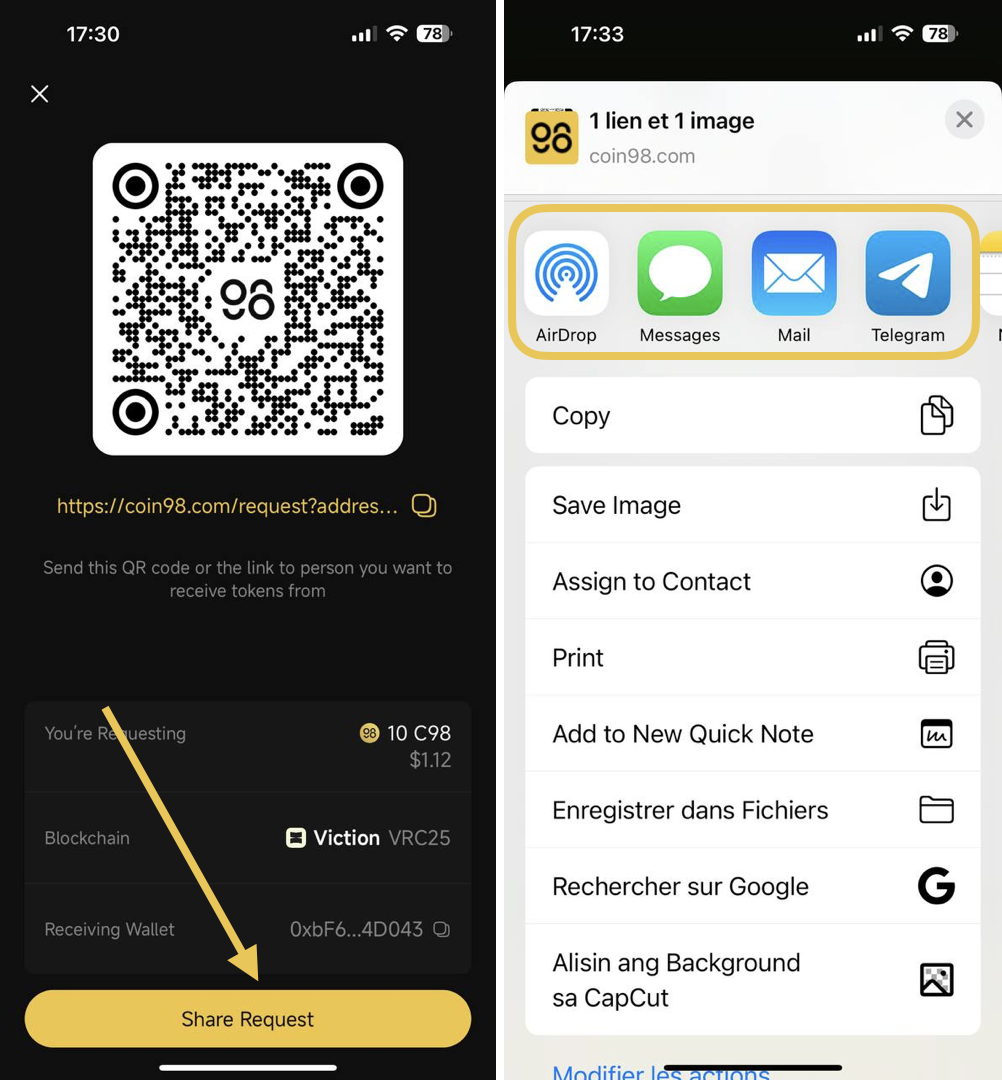 17:30
78
https://coin98.com/request?addres...
Send this QR code or the link to person you want to
receive tokens from
You're Requesting
98
10 C98
$1.12
Blockchain
Viction VRC25
Receiving Wallet
0xbF6...4D043
Share Request
17:33
78
98
1 lien et 1 image
coin98.com
AirDrop
Messages
Mail
Telegram
Copy
Save Image
Assign to Contact
Print
Add to New Quick Note
Enregistrer dans Fichiers
Rechercher sur Google
G
Alisin ang Background
sa CapCut
Modifier les actions